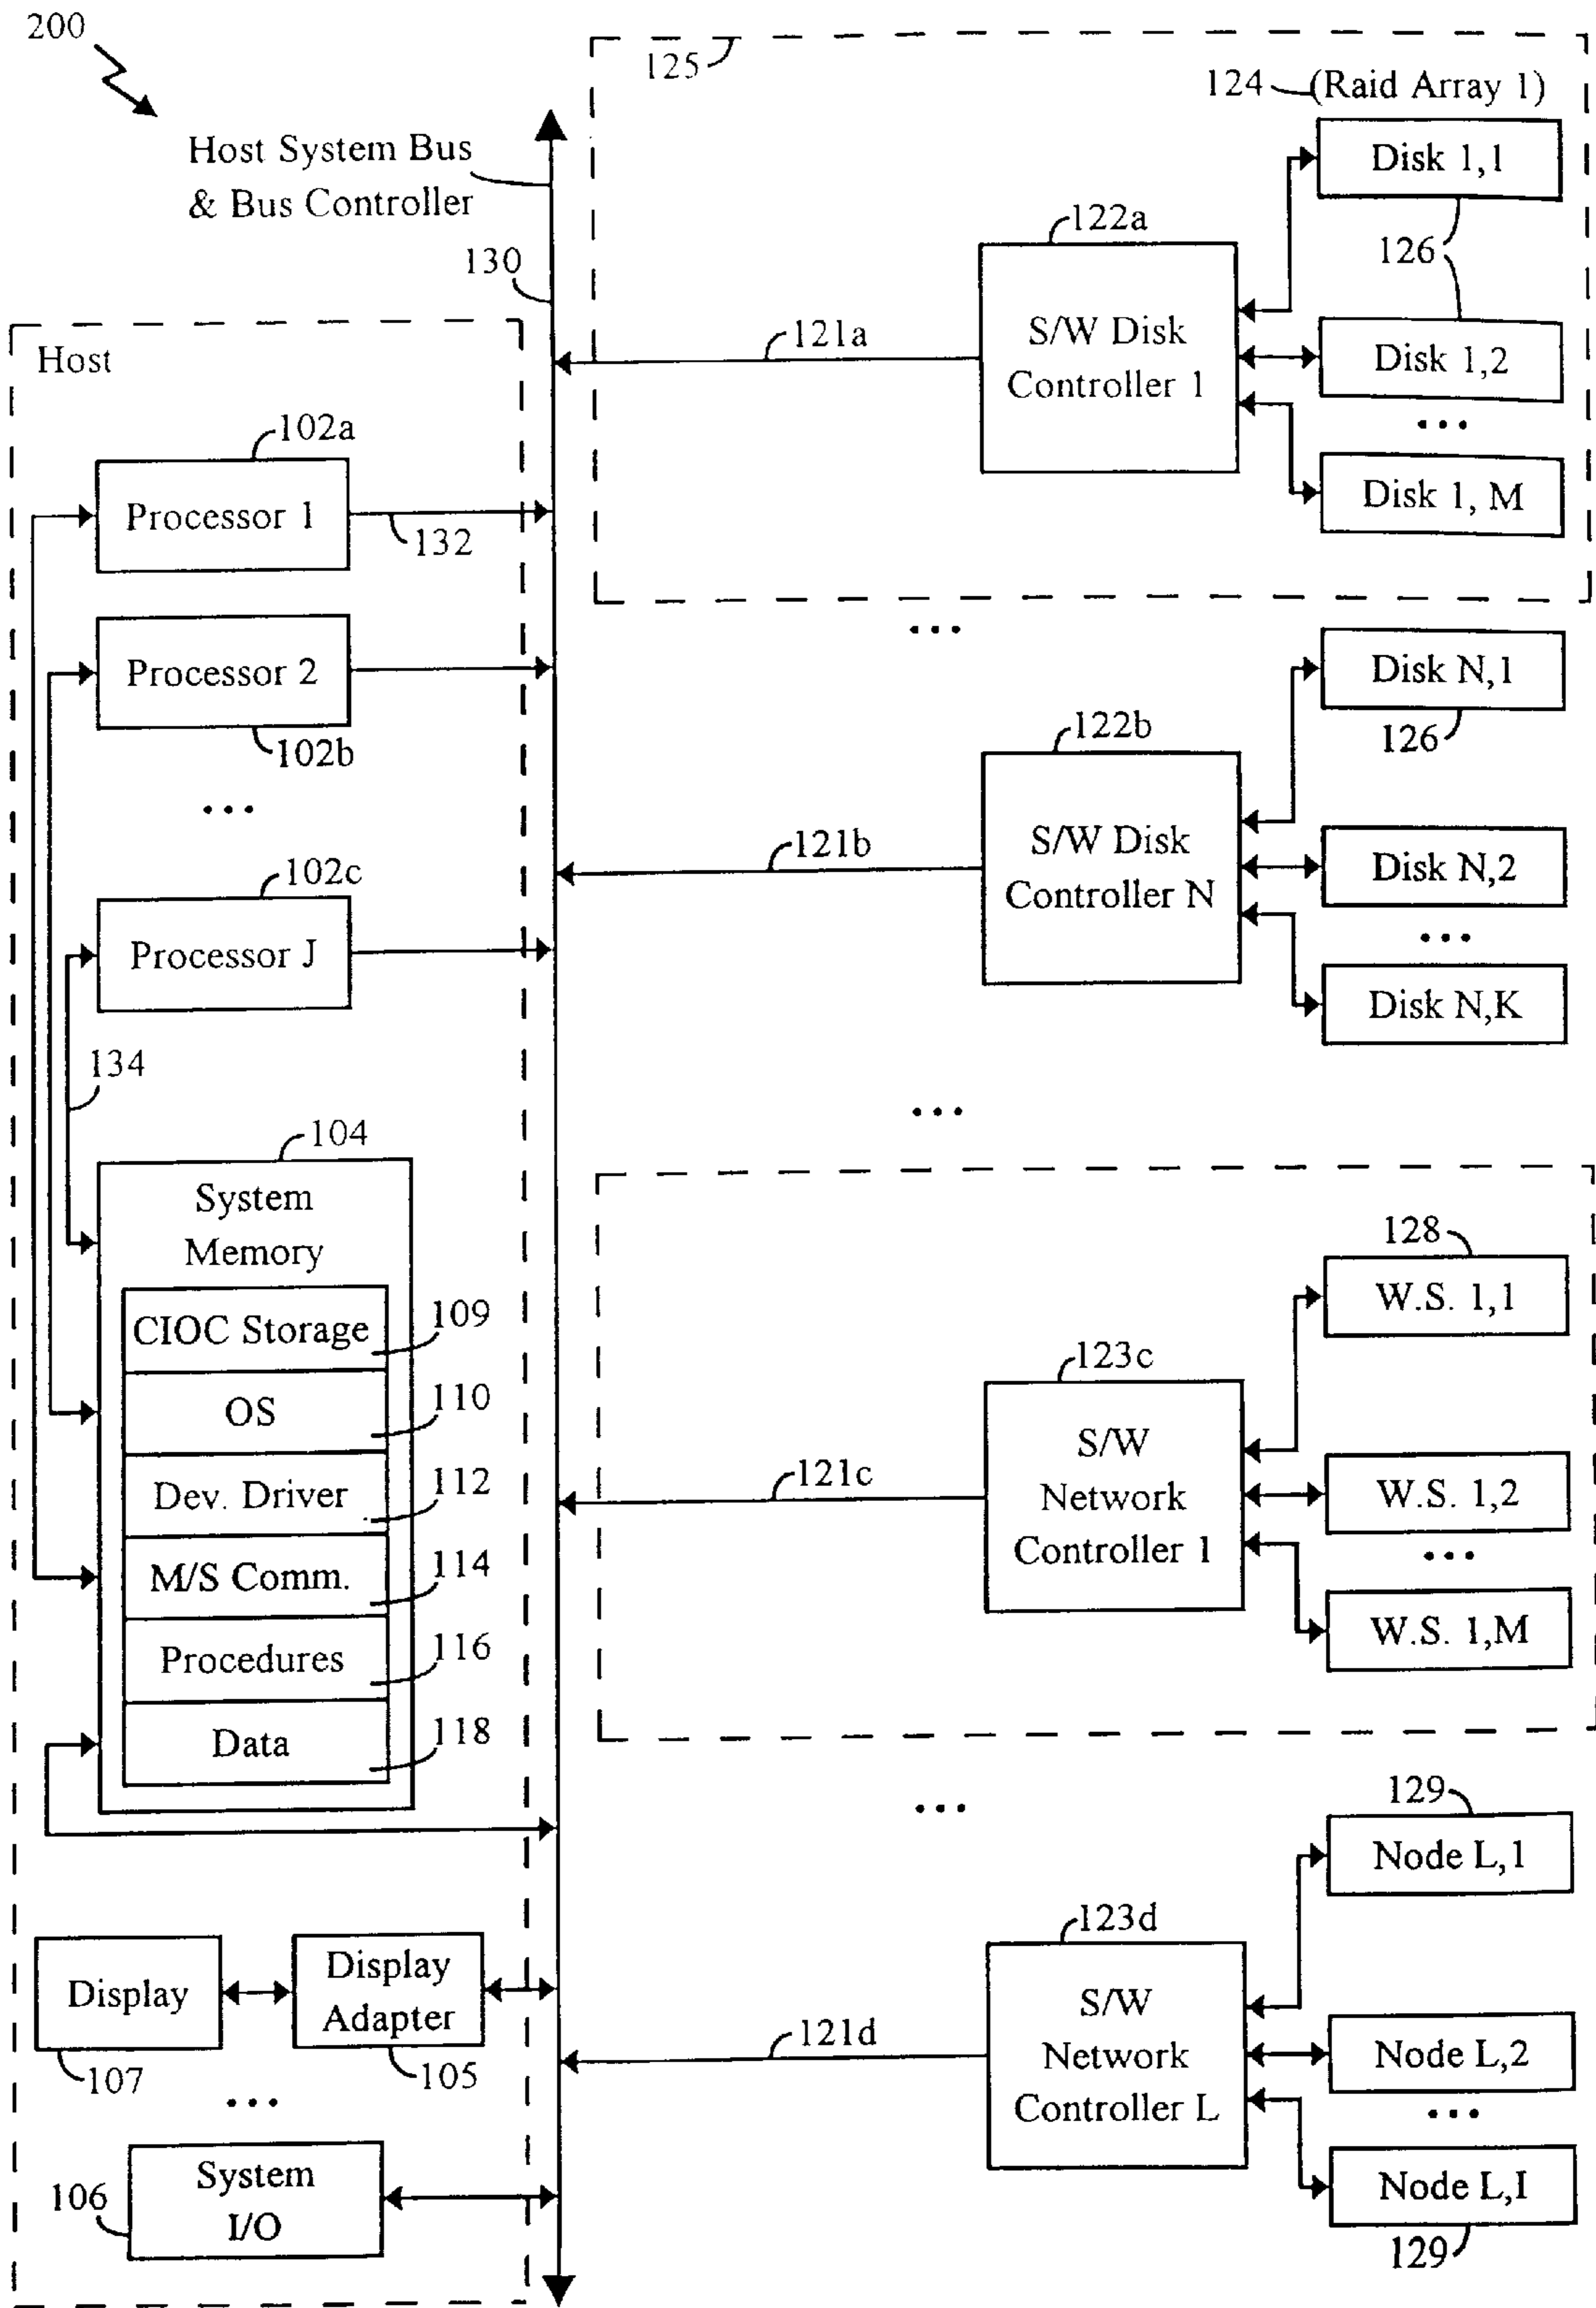 200
Host System Bus
& Bus Controller
130
125
124 (Raid Array 1)
Disk 1,1
126
122a
S/W Disk
Controller 1
121a
Disk 1,2
...
Disk 1, M
Host
102a
Processor 1
132
Processor 2
102b
...
102c
Processor J
134
...
Disk N,1
126
122b
S/W Disk
Controller N
121b
Disk N,2
...
Disk N,K
...
104
System
Memory
CIOC Storage 109
OS 110
Dev. Driver 112
M/S Comm. 114
Procedures 116
Data 118
128
W.S. 1,1
123c
S/W
Network
Controller 1
121c
W.S. 1,2
...
W.S. 1,M
...
129
Node L,1
123d
S/W
Network
Controller L
121d
Node L,2
...
Node L,I
129
Display
107
Display
Adapter
105
...
System
I/O
106